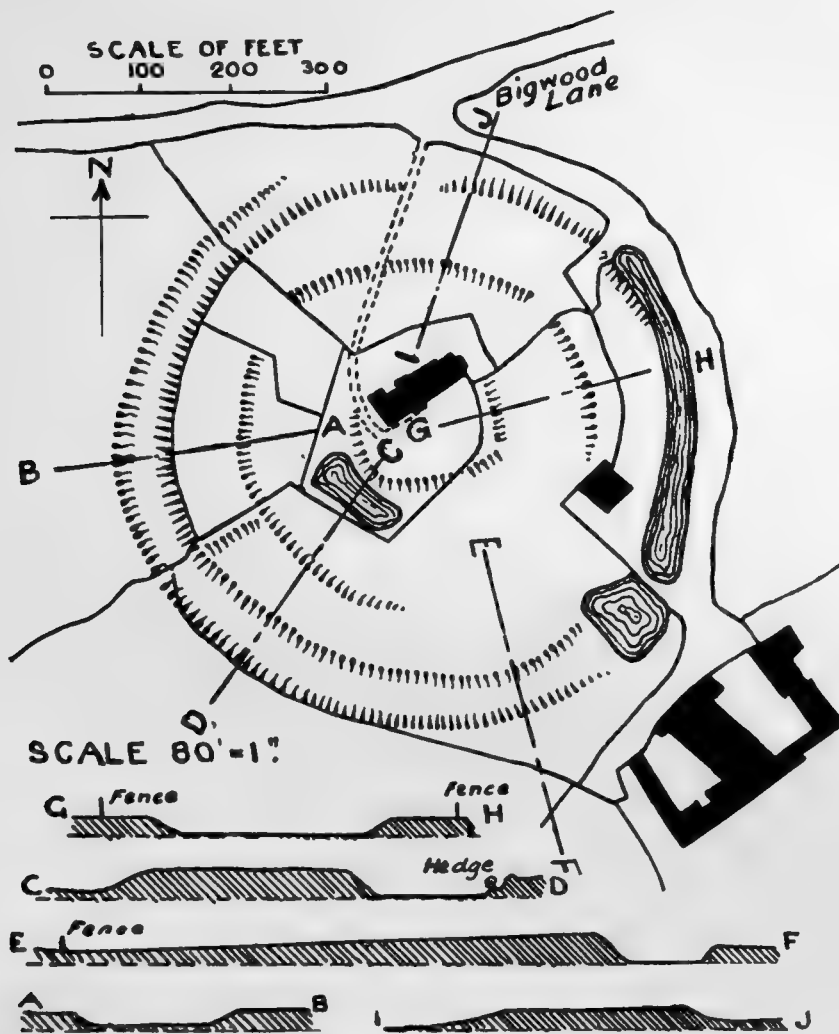 SCALE OF FEET
0 100 200 300
Bigwood
Lane
J
N
I
H
A
G
B
C
E
D.
F
SCALE 80'=1".
G Fence Fence H
C Hedge D
E Fence F
A B I J